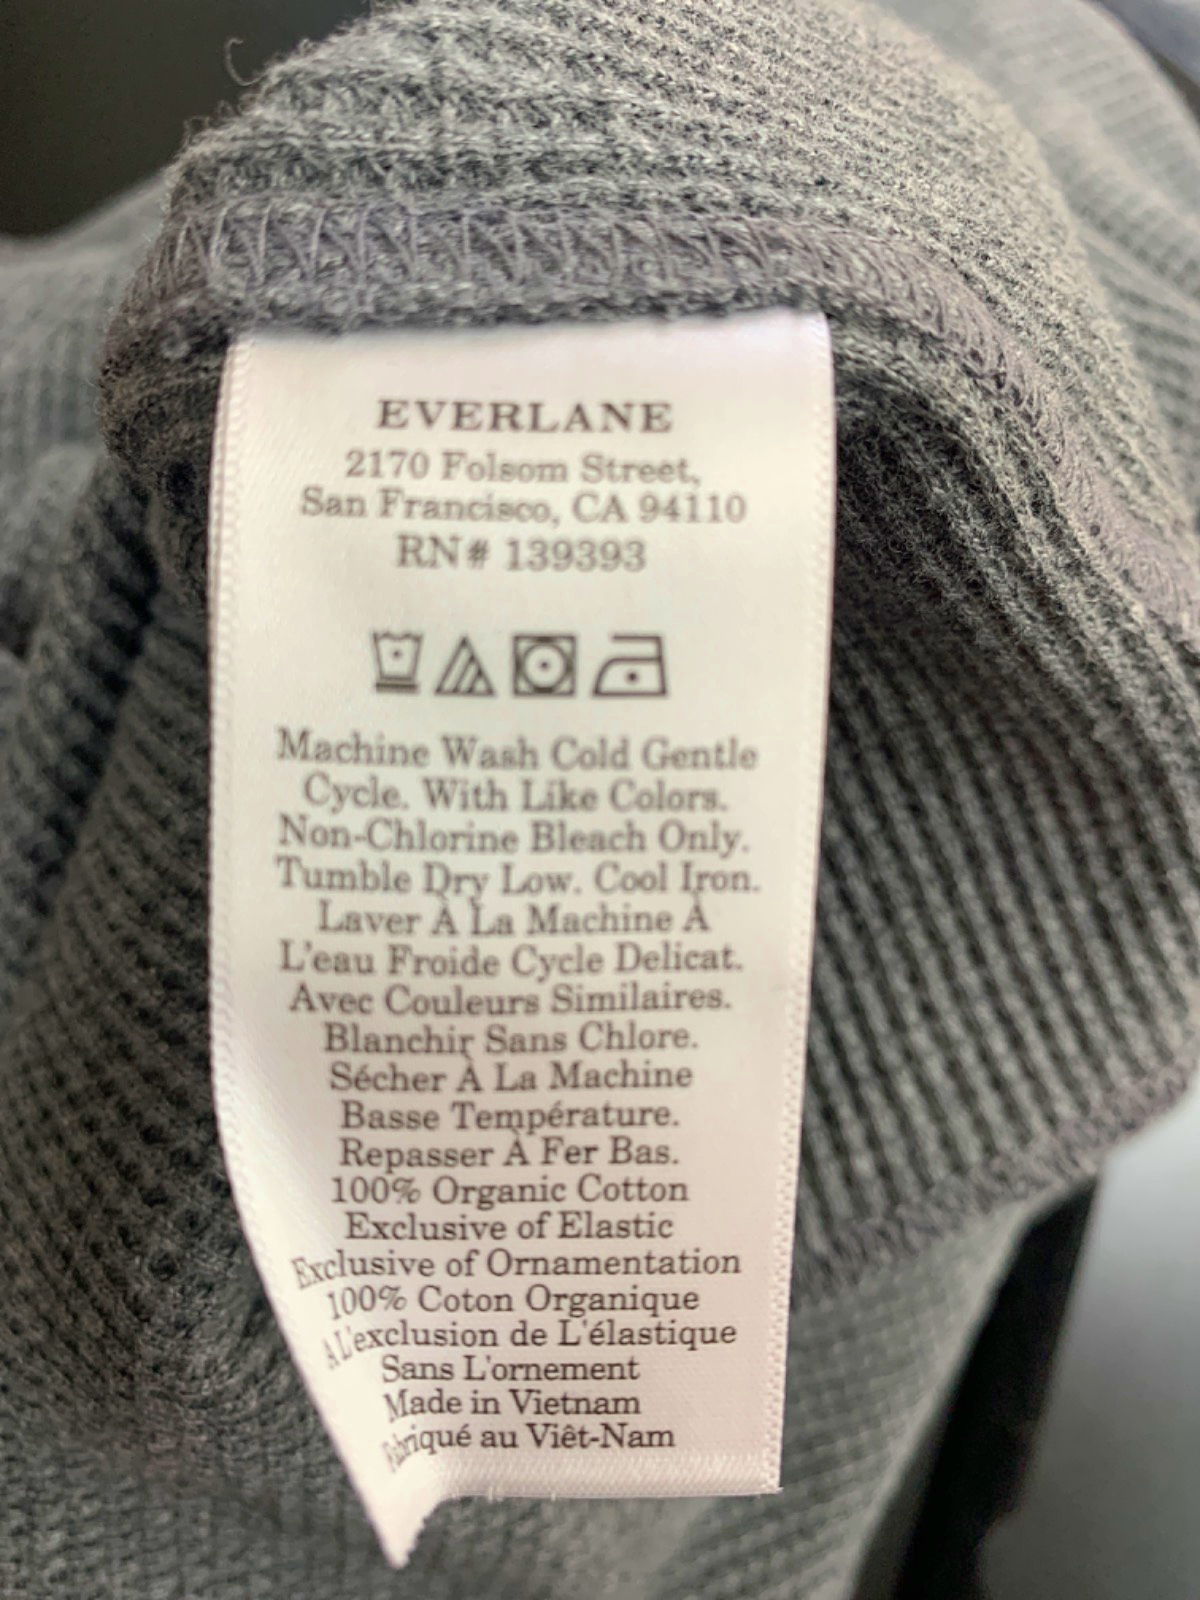 EVERLANE
2170 Folsom Street,
San Francisco, CA 94110
RN# 139393
Machine Wash Cold Gentle
Cycle. With Like Colors.
Non-Chlorine Bleach Only.
Tumble Dry Low. Cool Iron.
Laver À La Machine À
L'eau Froide Cycle Delicat.
Avec Couleurs Similaires.
Blanchir Sans Chlore.
Sécher À La Machine
Basse Température.
Repasser À Fer Bas.
100% Organic Cotton
Exclusive of Elastic
Exclusive of Ornamentation
100% Coton Organique
A L'exclusion de L'élastique
Sans L'ornement
Made in Vietnam
Fabriqué au Viêt-Nam